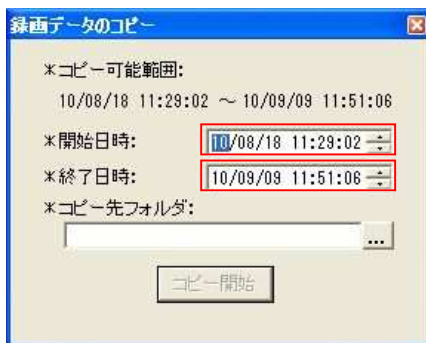 録画データのコピー
*コピー可能範囲:
10/08/18 11:29:02 ～ 10/09/09 11:51:06
*開始日時: 10/08/18 11:29:02
*終了日時: 10/09/09 11:51:06
*コピー先フォルダ:
...
コピー開始